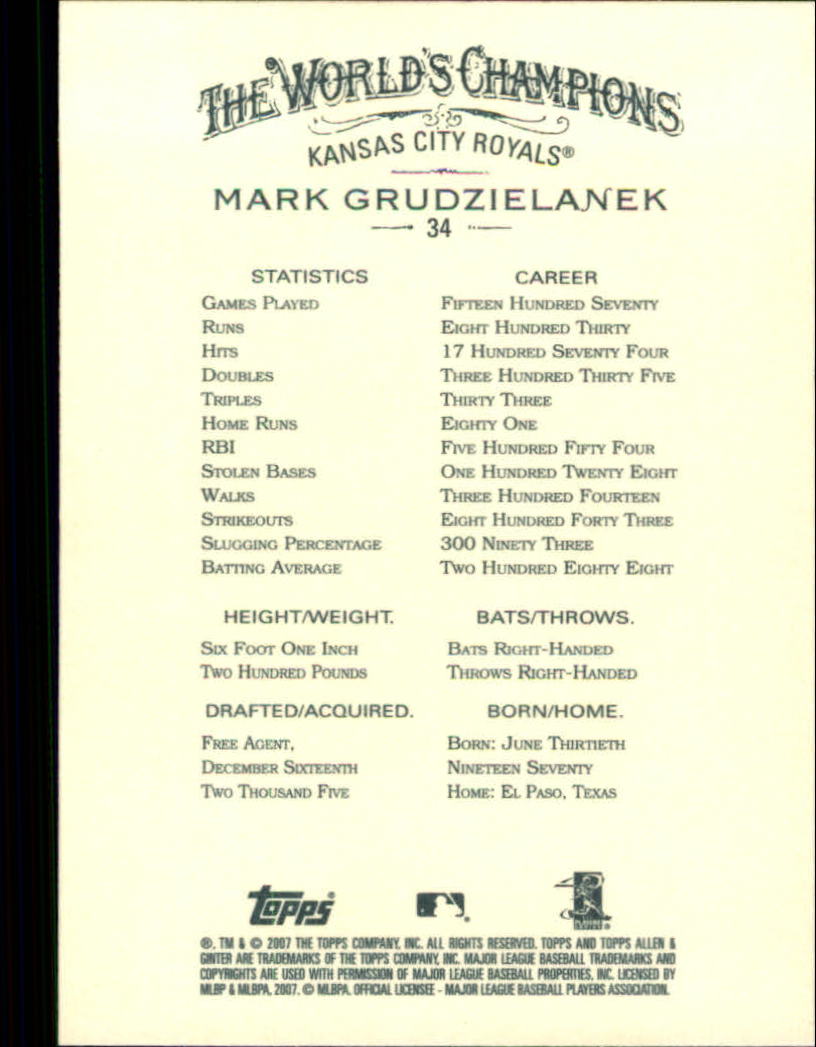 THE WORLD'S CHAMPIONS
KANSAS CITY ROYALS®
MARK GRUDZIELANEK
34
STATISTICS CAREER
GAMES PLAYED FIFTEEN HUNDRED SEVENTY
RUNS EIGHT HUNDRED THIRTY
HITS 17 HUNDRED SEVENTY FOUR
DOUBLES THREE HUNDRED THIRTY FIVE
TRIPLES THIRTY THREE
HOME RUNS EIGHTY ONE
RBI FIVE HUNDRED FIFTY FOUR
STOLEN BASES ONE HUNDRED TWENTY EIGHT
WALKS THREE HUNDRED FOURTEEN
STRIKEOUTS EIGHT HUNDRED FORTY THREE
SLUGGING PERCENTAGE 300 NINETY THREE
BATTING AVERAGE TWO HUNDRED EIGHTY EIGHT
HEIGHT/WEIGHT. BATS/THROWS.
SIX FOOT ONE INCH BATS RIGHT-HANDED
TWO HUNDRED POUNDS THROWS RIGHT-HANDED
DRAFTED/ACQUIRED. BORN/HOME.
FREE AGENT, BORN: JUNE THIRTIETH
DECEMBER SIXTEENTH NINETEEN SEVENTY
TWO THOUSAND FIVE HOME: EL PASO, TEXAS
topps®
®, TM & © 2007 THE TOPPS COMPANY, INC. ALL RIGHTS RESERVED. TOPPS AND TOPPS ALLEN &
GINTER ARE TRADEMARKS OF THE TOPPS COMPANY, INC. MAJOR LEAGUE BASEBALL TRADEMARKS AND
COPYRIGHTS ARE USED WITH PERMISSION OF MAJOR LEAGUE BASEBALL PROPERTIES, INC. LICENSED BY
MLBP & MLBPA, 2007. © MLBPA. OFFICIAL LICENSEE - MAJOR LEAGUE BASEBALL PLAYERS ASSOCIATION.